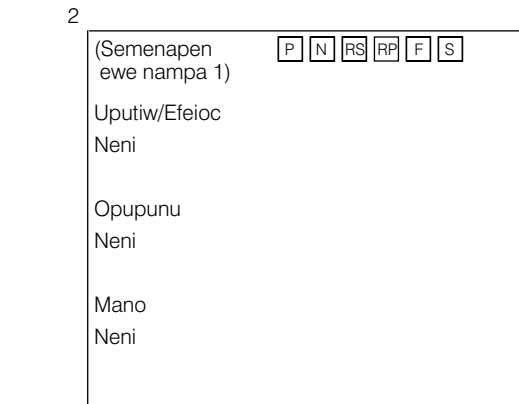 2
(Semenapen P N RS RP F S
ewe nampa 1)
Uputiw/Efeioc
Neni
Opupunu
Neni
Mano
Neni